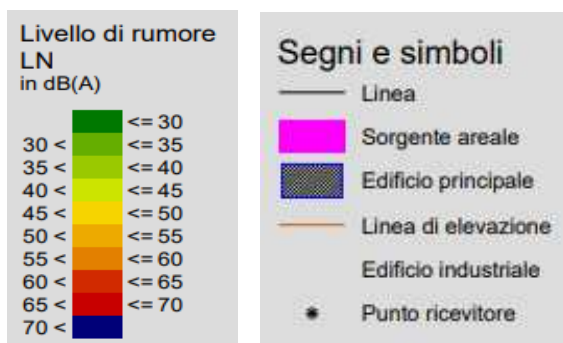 Livello di rumore
LN
in dB(A)
<= 30
30 < <= 35
35 < <= 40
40 < <= 45
45 < <= 50
50 < <= 55
55 < <= 60
60 < <= 65
65 < <= 70
70 <
Segni e simboli
Linea
Sorgente areale
Edificio principale
Linea di elevazione
Edificio industriale
Punto ricevitore